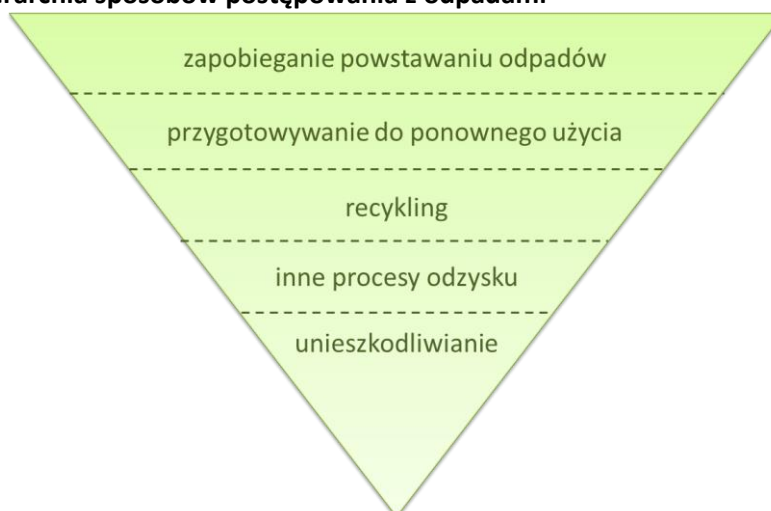 sposobów postępowania z odpadami
zapobieganie powstawaniu odpadów
przygotowywanie do ponownego użycia
recykling
inne procesy odzysku
unieszkodliwianie